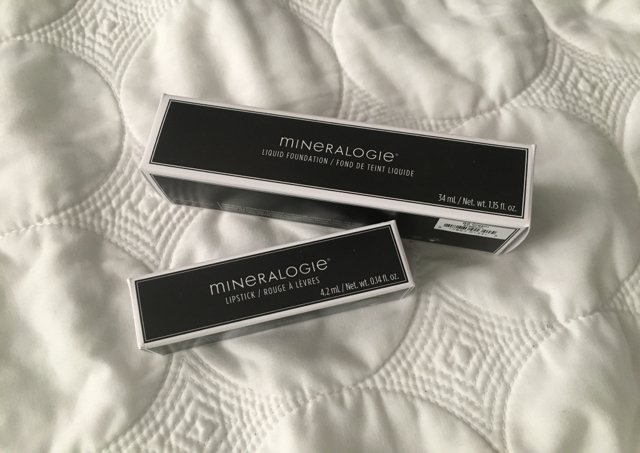 mineralogie®
LIQUID FOUNDATION / FOND DE TEINT LIQUIDE
34 mL / Net. wt. 1.15 fl. oz.
mineralogie®
LIPSTICK / ROUGE À LÈVRES
4.2 mL / Net. wt. 0.14 fl. oz.